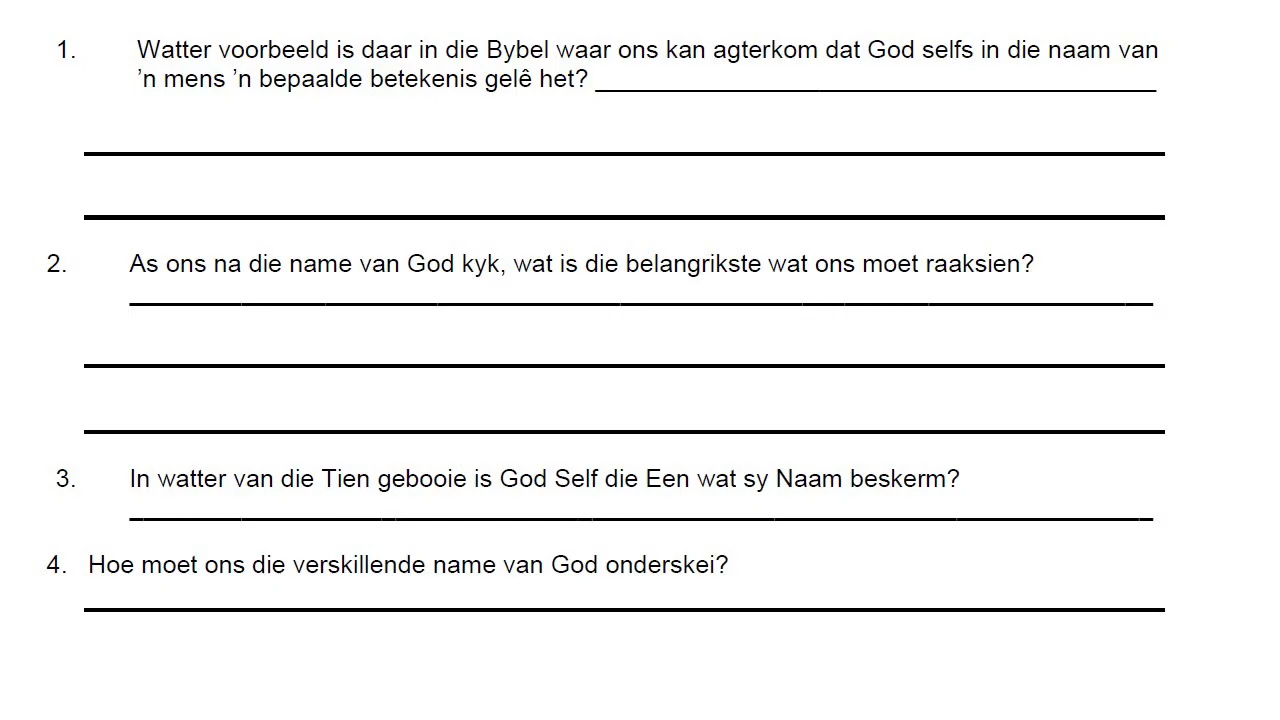 1. Watter voorbeeld is daar in die Bybel waar ons kan agterkom dat God selfs in die naam van
’n mens ’n bepaalde betekenis gelê het? ________________________________________
2. As ons na die name van God kyk, wat is die belangrikste wat ons moet raaksien?
3. In watter van die Tien gebooie is God Self die Een wat sy Naam beskerm?
4. Hoe moet ons die verskillende name van God onderskei?